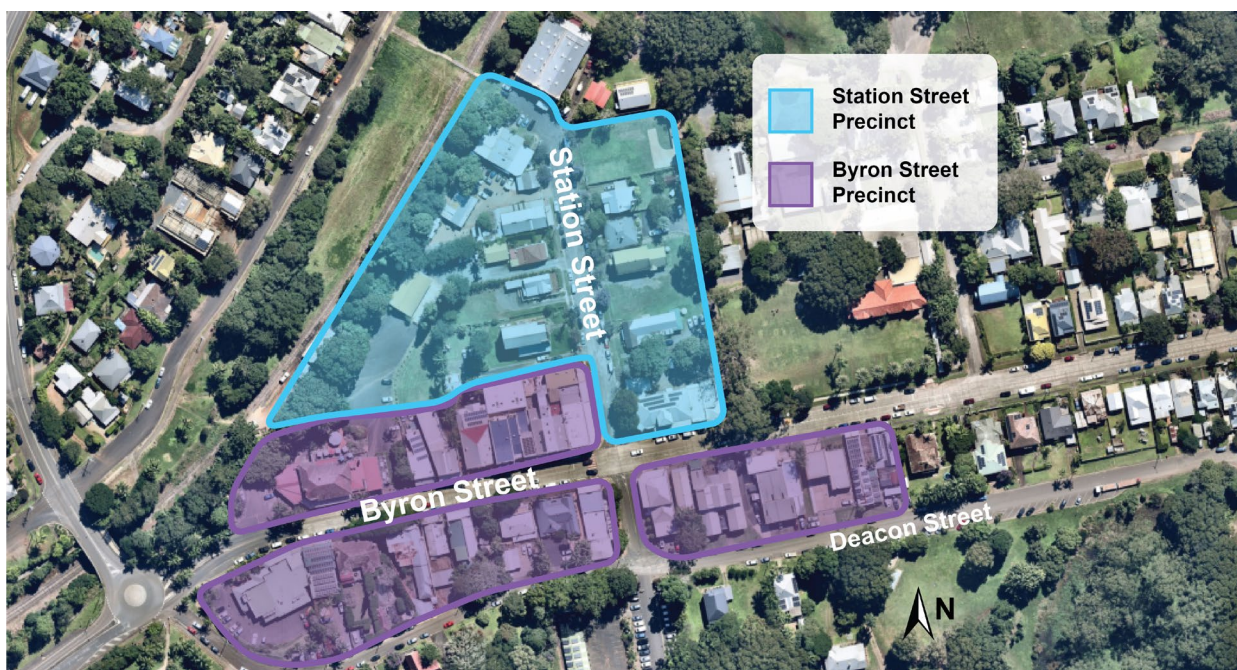 Station Street
Precinct
Byron Street
Precinct
Station Street
Byron Street
Deacon Street
N